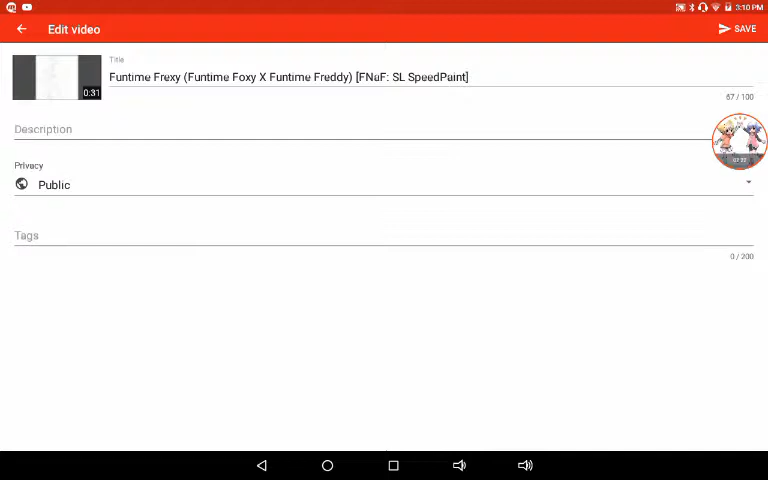 3:10 PM
Edit video
SAVE
Title
Funtime Frexy (Funtime Foxy X Funtime Freddy) [FNaF: SL SpeedPaint]
0:31
67 / 100
Description
Privacy
Public
Tags
0 / 200